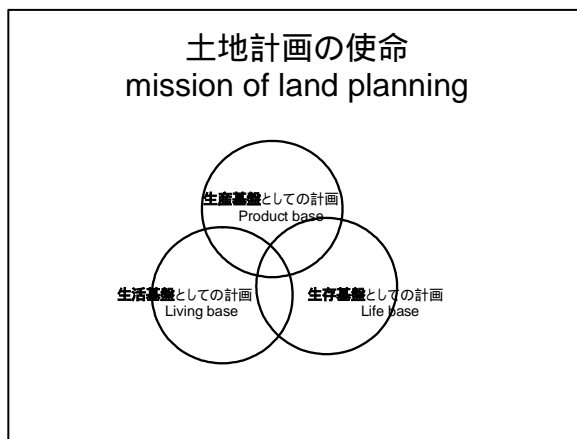 土地計画の使命
mission of land planning
生産基盤としての計画
Product base
生活基盤としての計画
Living base
生存基盤としての計画
Life base